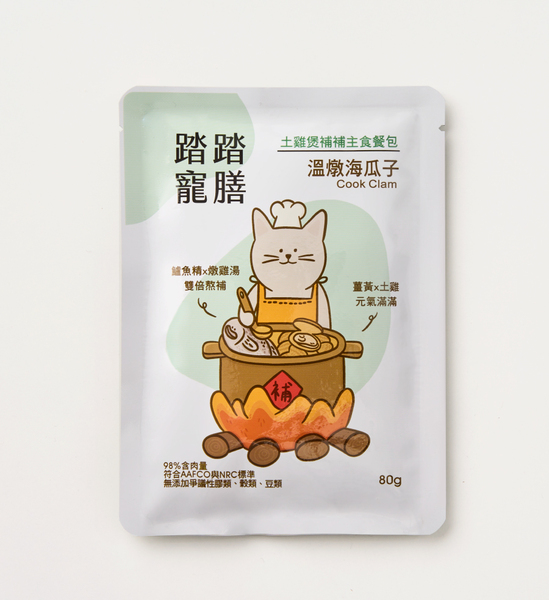 踏踏
寵膳
土雞煲補補主食餐包
溫燉海瓜子
Cook Clam
鱸魚精x燉雞湯
雙倍熬補
薑黃x土雞
元氣滿滿
補
98%含肉量
符合AAFCO與NRC標準
無添加爭議性膠類、穀類、豆類
80g